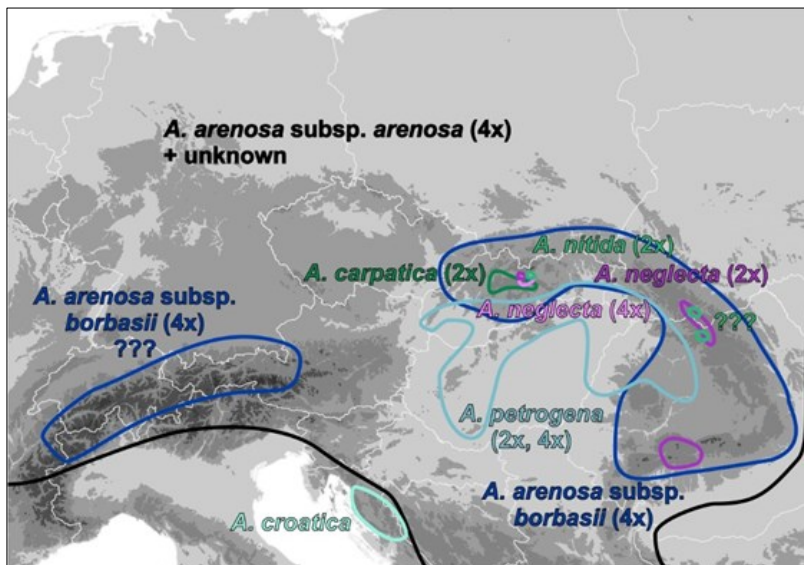 A. arenosa subsp. arenosa (4x)
+ unknown
A. nitida (2x)
A. carpatica (2x)
A. neglecta (2x)
A. arenosa subsp.
borbasii (4x)
???
A. neglecta (4x)
???
A. petrogena
(2x, 4x)
A. arenosa subsp.
borbasii (4x)
A. croatica